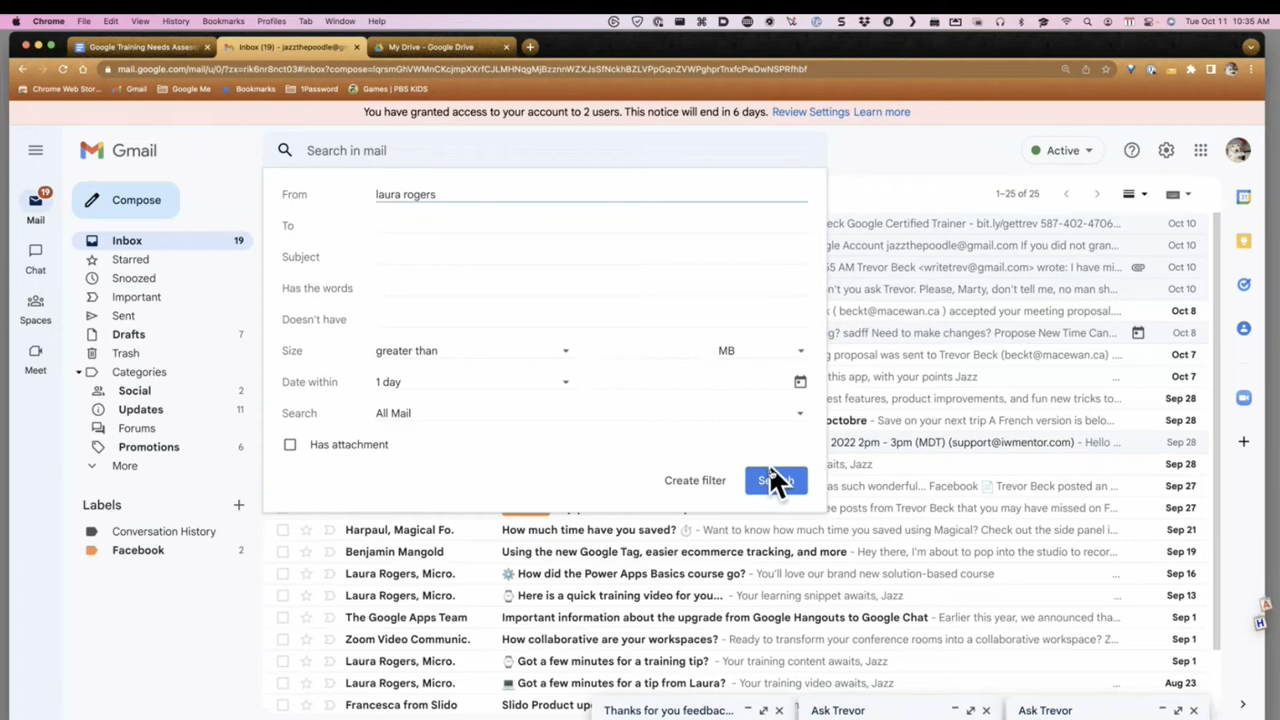 Chrome File Edit View History Bookmarks Profiles Tab Window Help Tue Oct 11 10:35 AM
Google Training Needs Asses Inbox (19) - jazzthepoodle@g My Drive - Google Drive
mail.google.com/mail/u/0/?zx=rik6nr8nct03#inbox?compose=
Chrome Web Stor... Gmail Google Me Bookmarks 1Password Games | PBS KIDS
You have granted access to your account to 2 users. This notice will end in 6 days. Review Settings Learn more
Gmail Search in mail Active
19
Mail
Chat
Spaces
Meet
Compose
Inbox 19
Starred
Snoozed
Important
Sent
Drafts 7
Trash
Categories
Social 2
Updates 11
Forums
Promotions
More
Labels
Conversation History
Facebook 2
From laura rogers
To
Subject
Has the words
Doesn't have
Size greater than MB
Date within 1 day
Search All Mail
Has attachment
Create filter
1–25 of 25
eck Google Certified Trainer - bit.ly/gettrev 587-402-4706... Oct 10
Google Account jazzthepoodle@gmail.com If you did not gran... Oct 10
55 AM Trevor Beck <writetrev@gmail.com> wrote: I have mi... Oct 10
n't you ask Trevor. Please, Marty, don't tell me, no man sh... Oct 10
k ( beckt@macewan.ca ) accepted your meeting proposal.... Oct 8
g? sadff Need to make changes? Propose New Time Can... Oct 8
ng proposal was sent to Trevor Beck (beckt@macewan.ca) ... Oct 7
this app, with your points Jazz ... Oct 7
test features, product improvements, and fun new tricks to... Sep 28
octobre - Save on your next trip A French version is below... Sep 28
2022 2pm - 3pm (MDT) (support@iwmentor.com) - Hello ... Sep 28
waits, Jazz ... Sep 28
as such wonderful... Facebook Trevor Beck posted an ... Sep 27
ee posts from Trevor Beck that you may have missed on F... Sep 27
Harpaul, Magical Fo. How much time have you saved? - Want to know how much time you saved using Magical? Check out the side panel i... Sep 21
Benjamin Mangold Using the new Google Tag, easier ecommerce tracking, and more - Hey there, I'm about to pop into the studio to recor... Sep 19
Laura Rogers, Micro. How did the Power Apps Basics course go? - You'll love our brand new solution-based course ... Sep 16
Laura Rogers, Micro. Here is a quick training video for you... - Your learning snippet awaits, Jazz ... Sep 13
The Google Apps Team Important information about the upgrade from Google Hangouts to Google Chat - Earlier this year, we announced tha... Sep 1
Zoom Video Communic. How collaborative are your workspaces? - Ready to transform your conference rooms into a collaborative workspace? Z... Sep 1
Laura Rogers, Micro. Got a few minutes for a training tip? - Your training content awaits, Jazz ... Sep 1
Laura Rogers, Micro. Got a few minutes for a tip from Laura? - Your training video awaits, Jazz ... Aug 23
Francesca from Slido Slido Product up
Thanks for you feedbac... Ask Trevor Ask Trevor
A
H